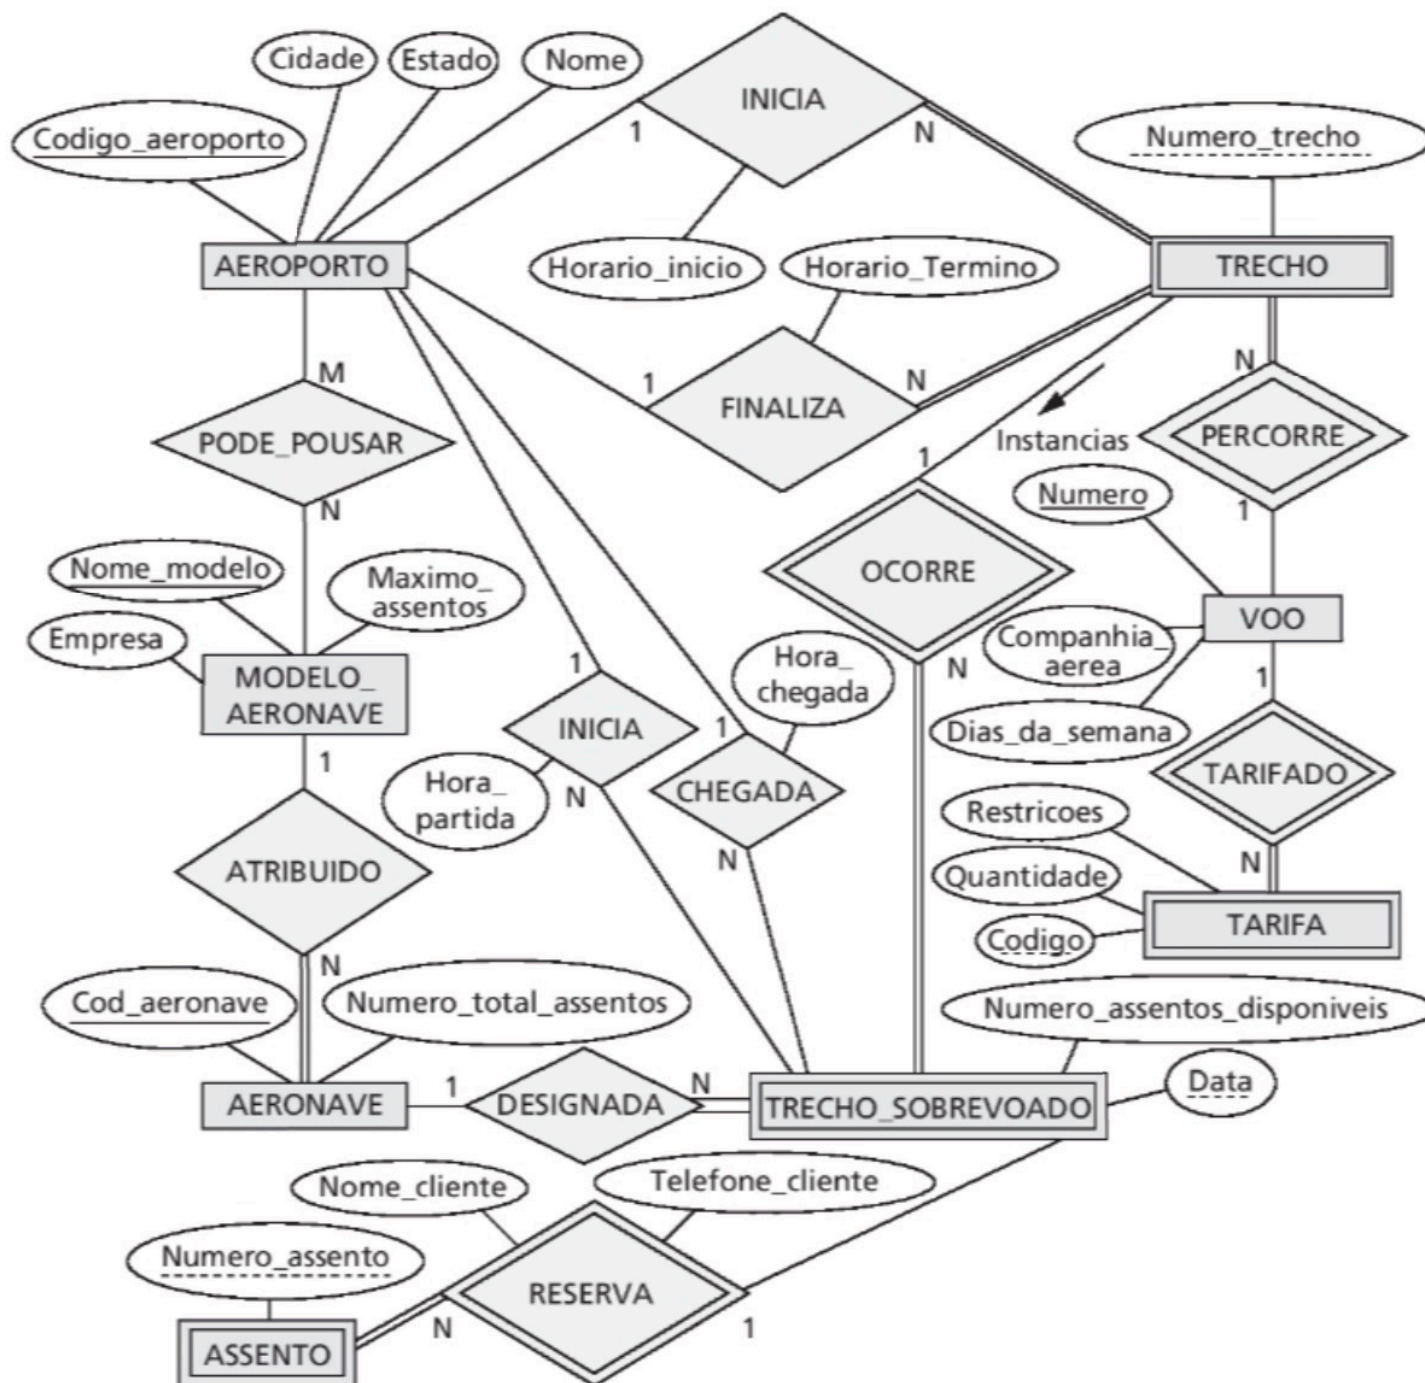 Cidade
Estado
Nome
Codigo_aeroporto
INICIA
1
N
Numero_trecho
AEROPORTO
Horario_inicio
Horario_Termino
TRECHO
M
1
N
N
PODE_POUSAR
FINALIZA
Instancias
PERCORRE
N
1
Numero
1
Nome_modelo
Maximo_
assentos
OCORRE
Empresa
VOO
MODELO_
AERONAVE
1
Hora_
chegada
N
Companhia_
aerea
1
1
INICIA
1
Dias_da_semana
Hora_
partida
N
CHEGADA
TARIFADO
Restricoes
ATRIBUIDO
N
Quantidade
N
TARIFA
Codigo
N
Cod_aeronave
Numero_total_assentos
Numero_assentos_disponiveis
Data
AERONAVE
1
DESIGNADA
N
TRECHO_SOBREVOADO
Nome_cliente
Telefone_cliente
Numero_assento
RESERVA
N
1
ASSENTO